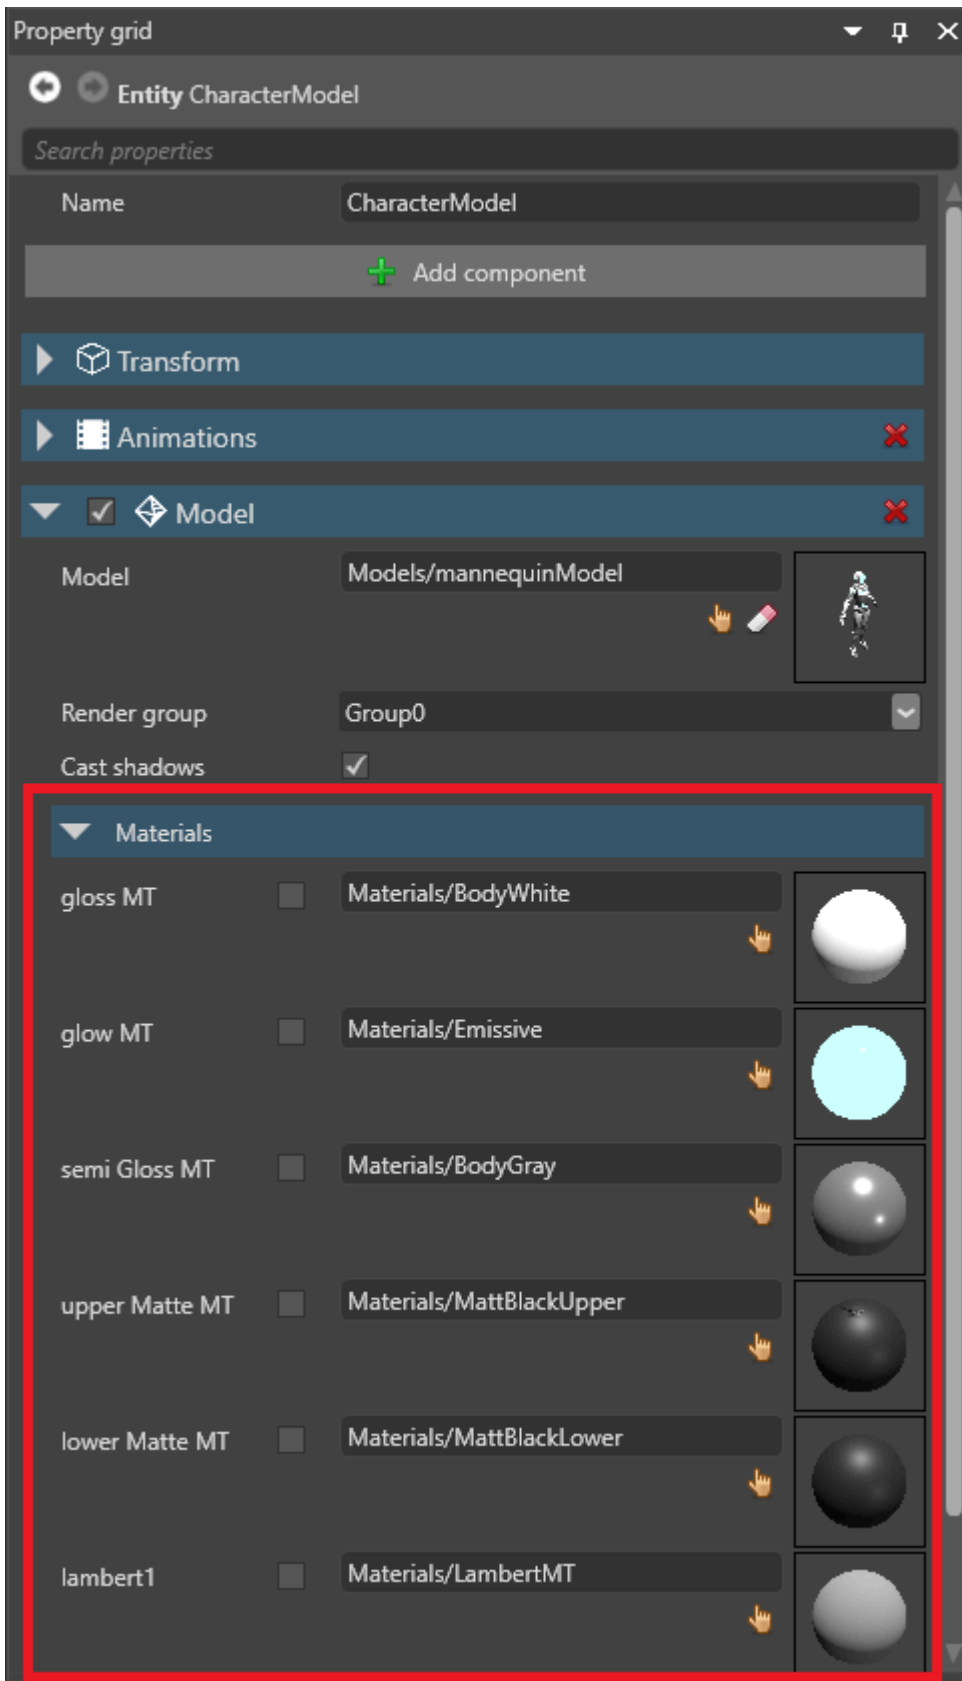 Property grid
Entity CharacterModel
Search properties
Name CharacterModel
Add component
Transform
Animations
Model
Model Models/mannequinModel
Render group Group0
Cast shadows
Materials
gloss MT Materials/BodyWhite
glow MT Materials/Emissive
semi Gloss MT Materials/BodyGray
upper Matte MT Materials/MattBlackUpper
lower Matte MT Materials/MattBlackLower
lambert1 Materials/LambertMT